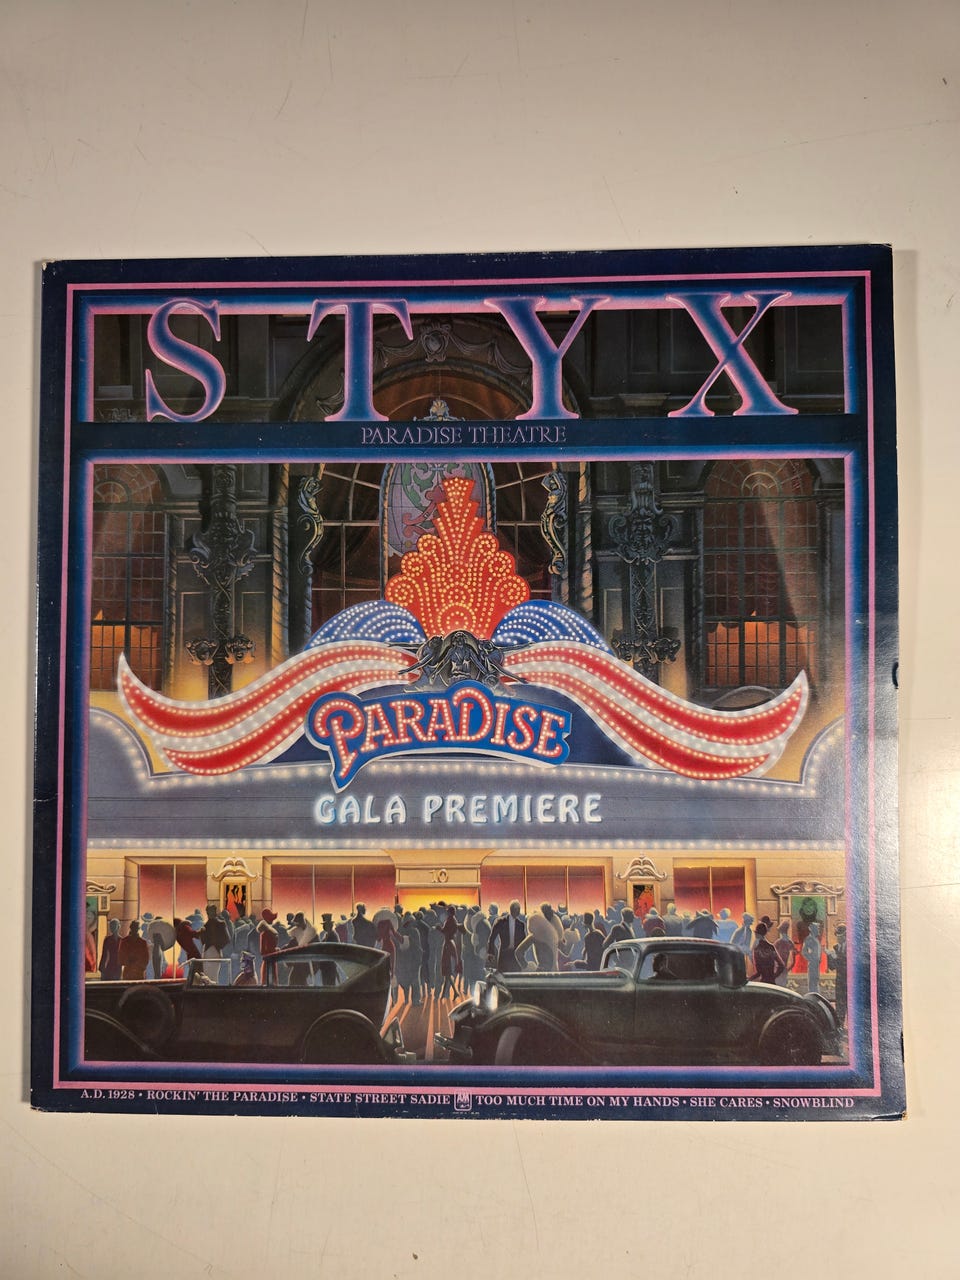 STYX
PARADISE THEATRE
PARADISE
GALA PREMIERE
10
A.D. 1928 • ROCKIN' THE PARADISE • STATE STREET SADIE A&M TOO MUCH TIME ON MY HANDS • SHE CARES • SNOWBLIND